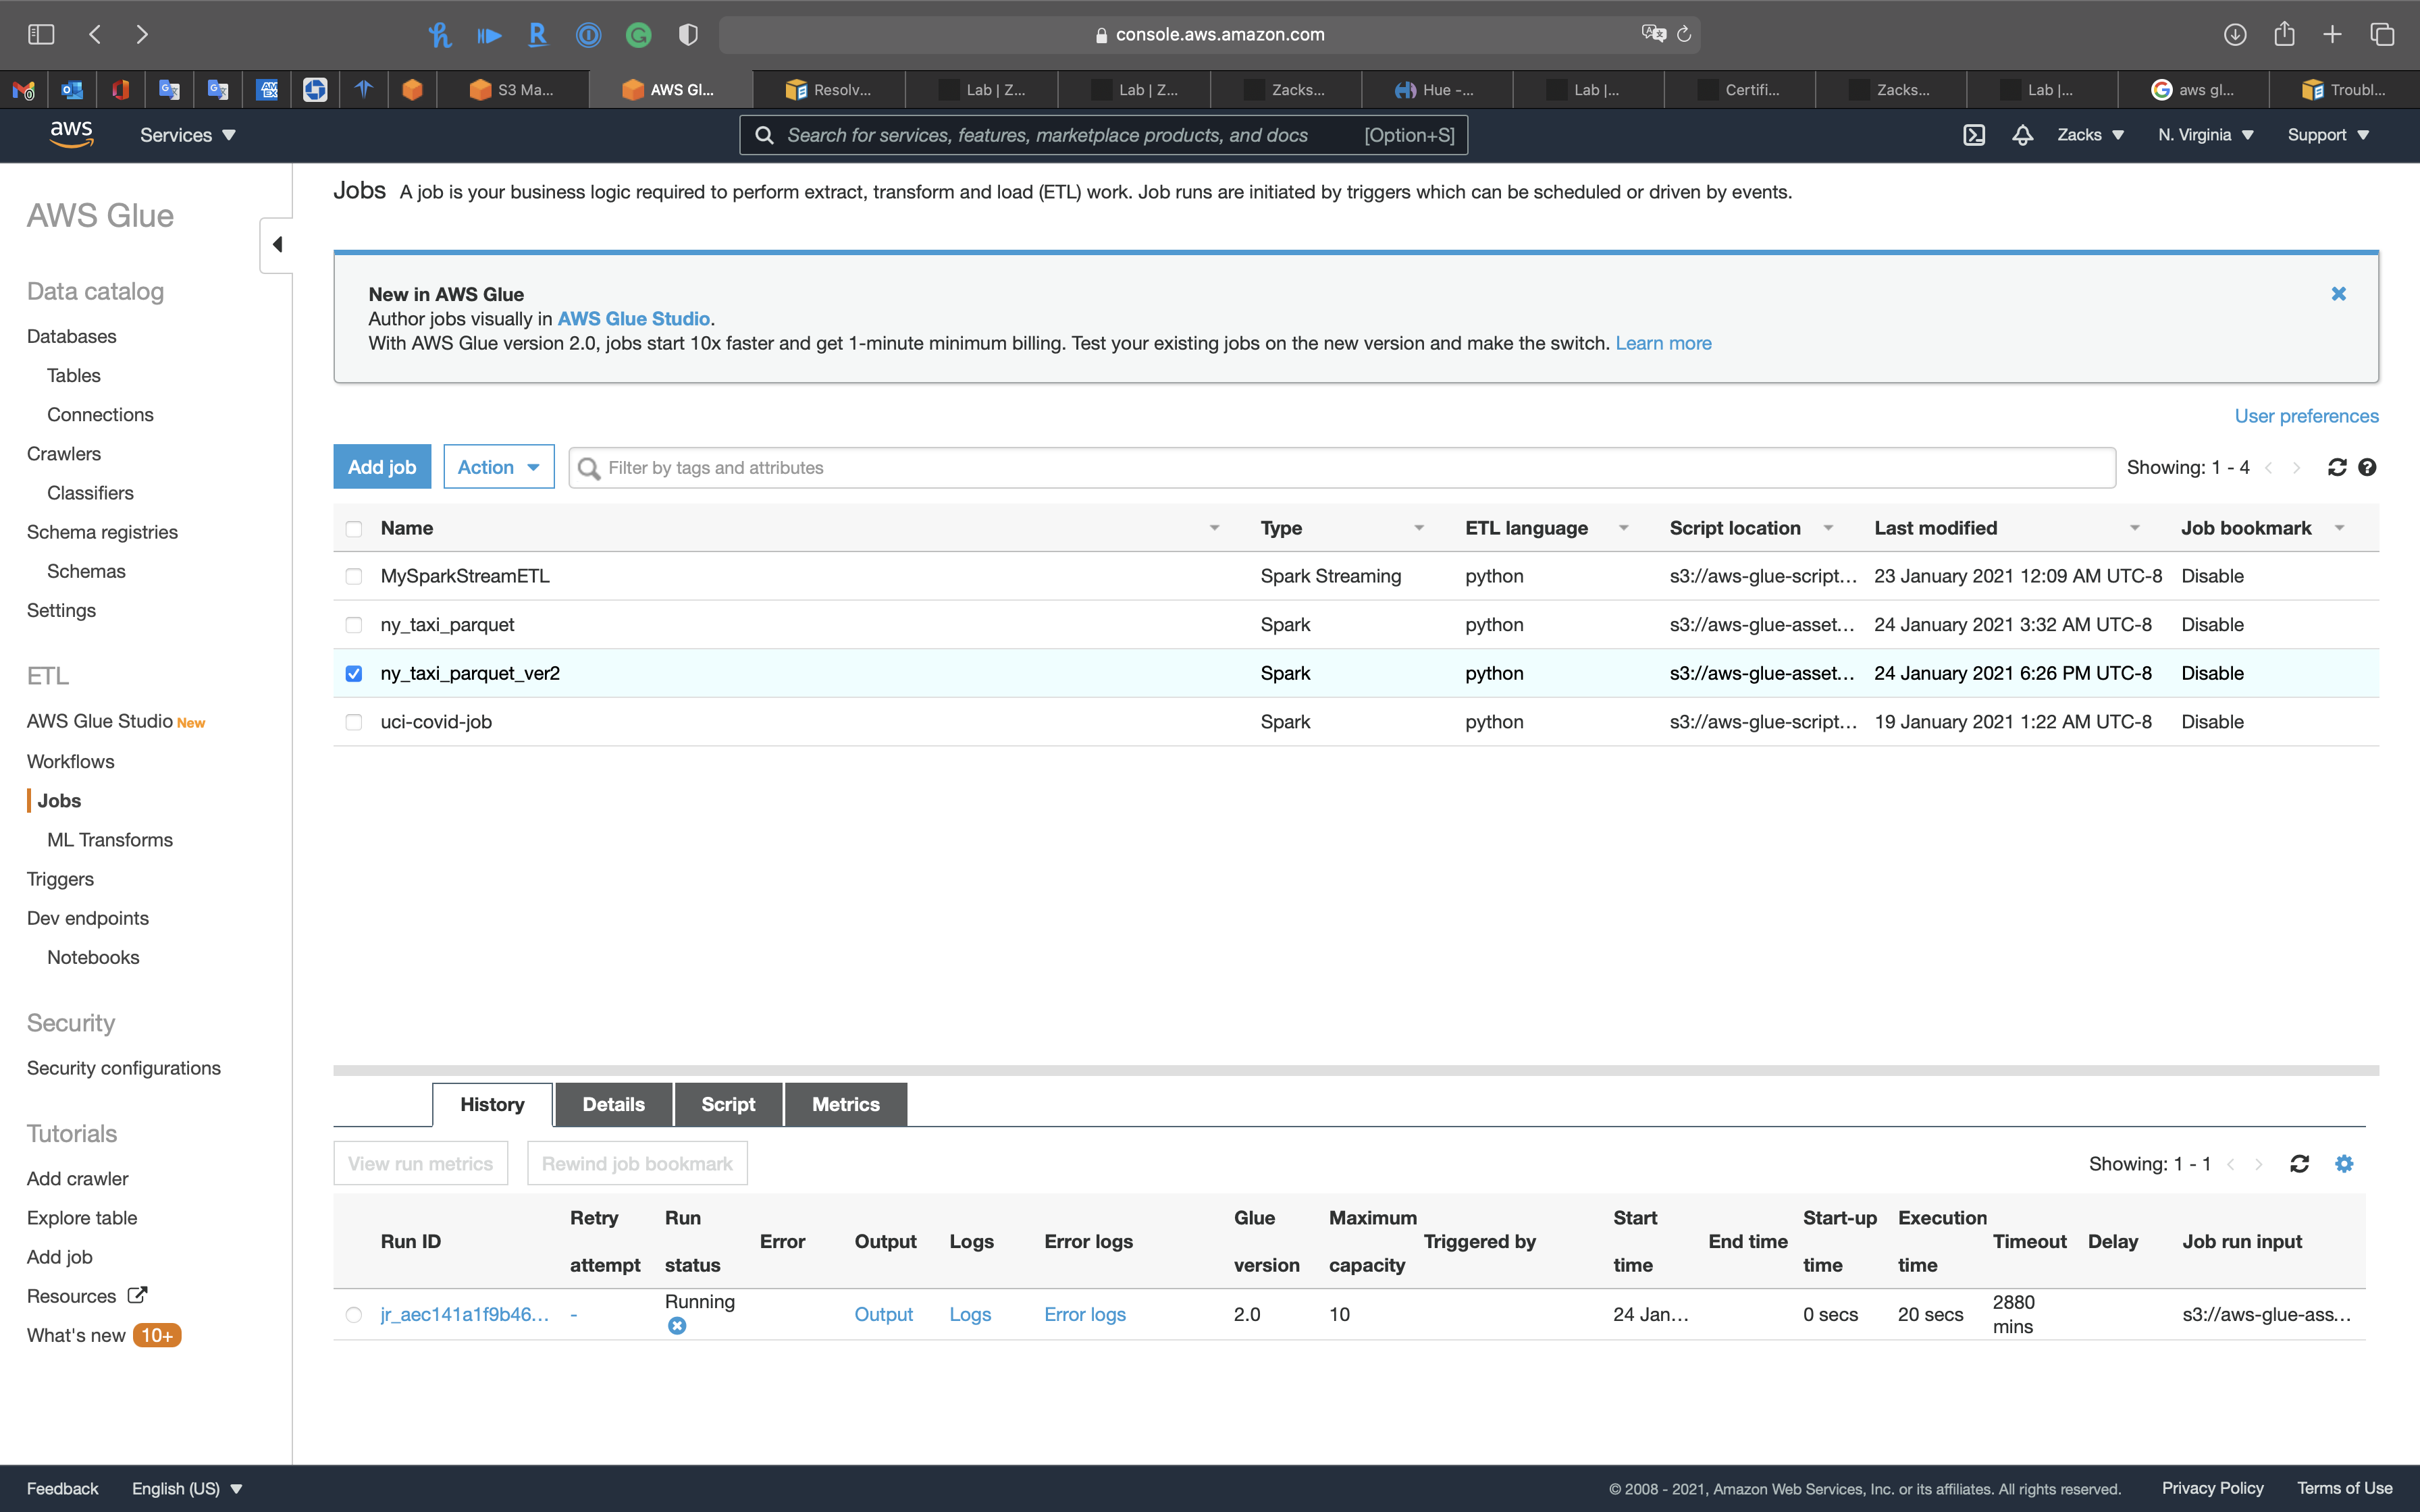 console.aws.amazon.com
S3 Ma...
AWS Gl...
Resolv...
Lab | Z...
Lab | Z...
Zacks...
Hue -...
Lab |...
Certifi...
Zacks...
Lab |...
aws gl...
Troubl...
aws
Services
Search for services, features, marketplace products, and docs
[Option+S]
Zacks
N. Virginia
Support
AWS Glue
Data catalog
Databases
Tables
Connections
Crawlers
Classifiers
Schema registries
Schemas
Settings
ETL
AWS Glue Studio New
Workflows
Jobs
ML Transforms
Triggers
Dev endpoints
Notebooks
Security
Security configurations
Tutorials
Add crawler
Explore table
Add job
Resources
What's new 10+
Jobs A job is your business logic required to perform extract, transform and load (ETL) work. Job runs are initiated by triggers which can be scheduled or driven by events.
New in AWS Glue
Author jobs visually in AWS Glue Studio.
With AWS Glue version 2.0, jobs start 10x faster and get 1-minute minimum billing. Test your existing jobs on the new version and make the switch. Learn more
User preferences
Add job
Action
Filter by tags and attributes
Showing: 1 - 4
Name Type ETL language Script location Last modified Job bookmark
MySparkStreamETL Spark Streaming python s3://aws-glue-script... 23 January 2021 12:09 AM UTC-8 Disable
ny_taxi_parquet Spark python s3://aws-glue-asset... 24 January 2021 3:32 AM UTC-8 Disable
ny_taxi_parquet_ver2 Spark python s3://aws-glue-asset... 24 January 2021 6:26 PM UTC-8 Disable
uci-covid-job Spark python s3://aws-glue-script... 19 January 2021 1:22 AM UTC-8 Disable
History Details Script Metrics
View run metrics
Rewind job bookmark
Showing: 1 - 1
Run ID Retry attempt Run status Error Output Logs Error logs Glue version Maximum capacity Triggered by Start time End time Start-up time Execution time Timeout Delay Job run input
jr_aec141a1f9b46... - Running Output Logs Error logs 2.0 10 24 Jan... 0 secs 20 secs 2880 mins s3://aws-glue-ass...
Feedback
English (US)
© 2008 - 2021, Amazon Web Services, Inc. or its affiliates. All rights reserved.
Privacy Policy
Terms of Use